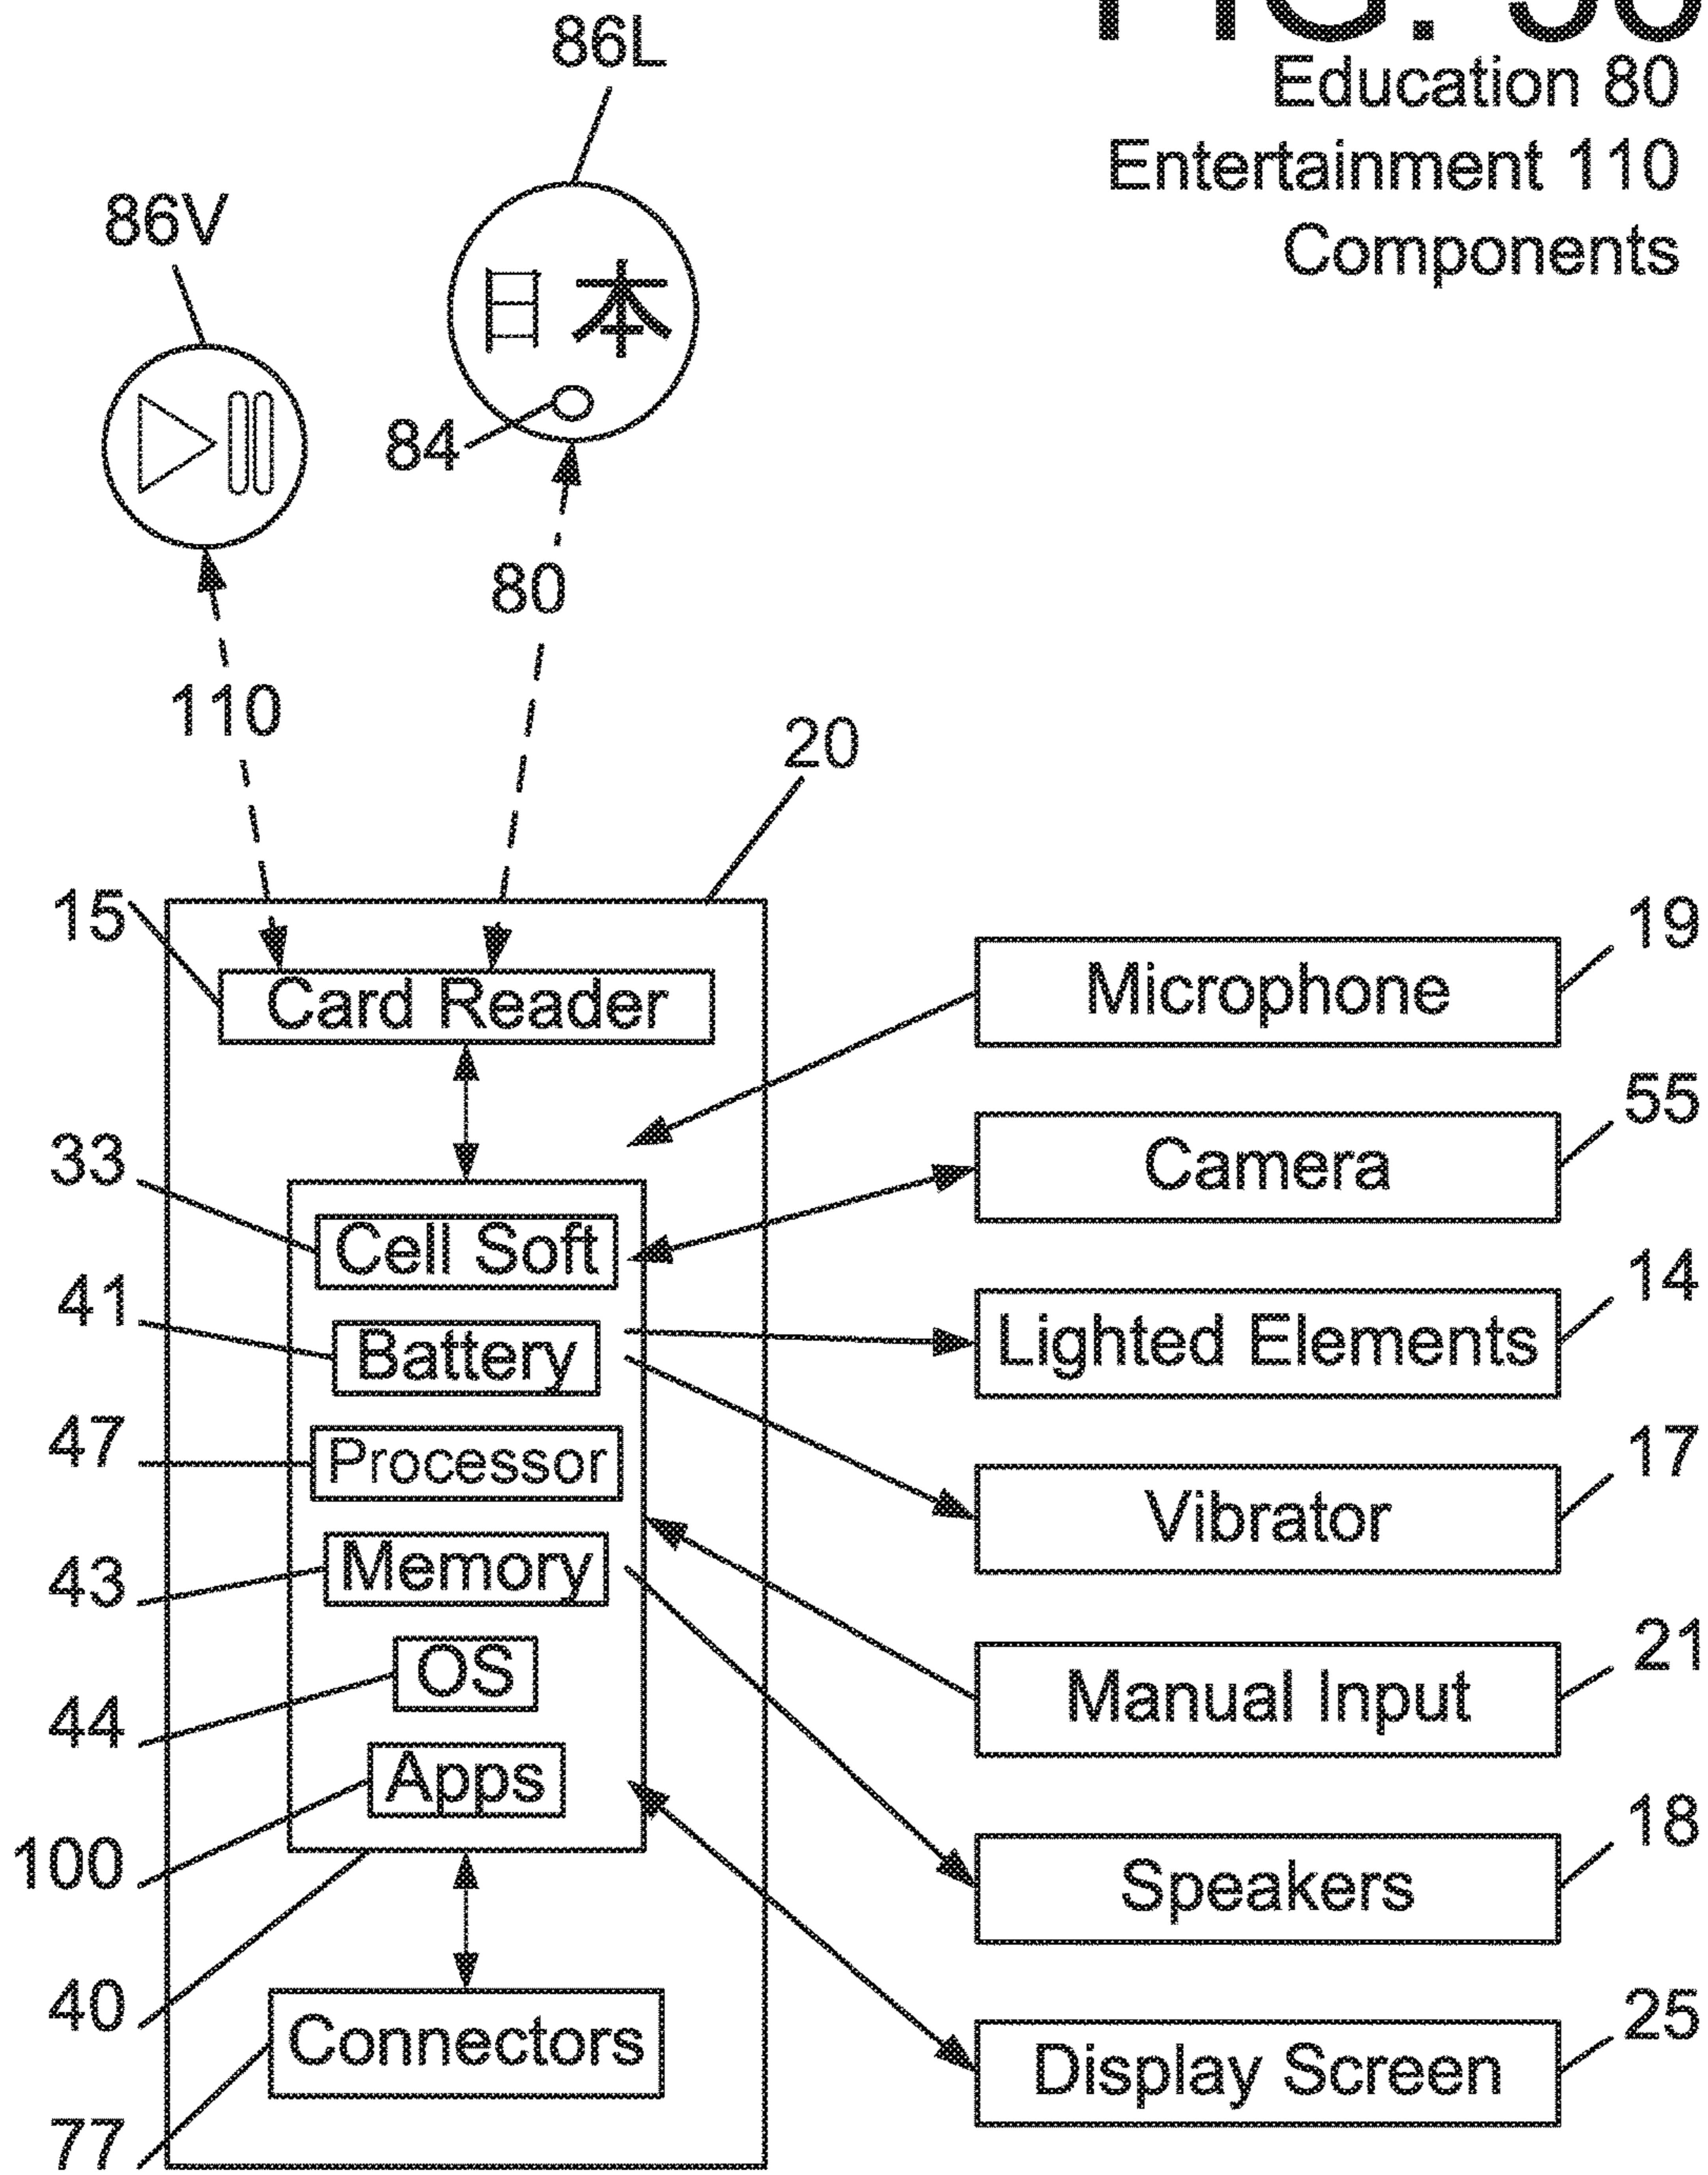 86L
Education 80
Entertainment 110
Components
86V
日本
84
80
110
20
15
Card Reader
Microphone
19
Camera
55
33
Cell Soft
Lighted Elements
14
41
Battery
Vibrator
17
47
Processor
43
Memory
Manual Input
21
44
OS
100
Apps
Speakers
18
40
Connectors
Display Screen
25
77